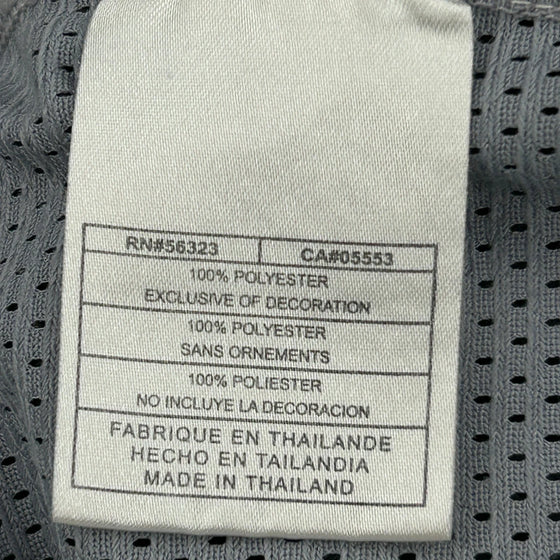 RN#56323 CA#05553
100% POLYESTER
EXCLUSIVE OF DECORATION
100% POLYESTER
SANS ORNEMENTS
100% POLIESTER
NO INCLUYE LA DECORACION
FABRIQUE EN THAILANDE
HECHO EN TAILANDIA
MADE IN THAILAND